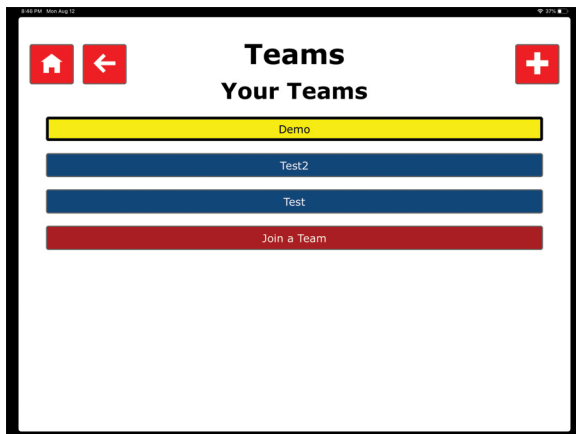 8:46 PM Mon Aug 12 37%
Teams
Your Teams
Demo
Test2
Test
Join a Team